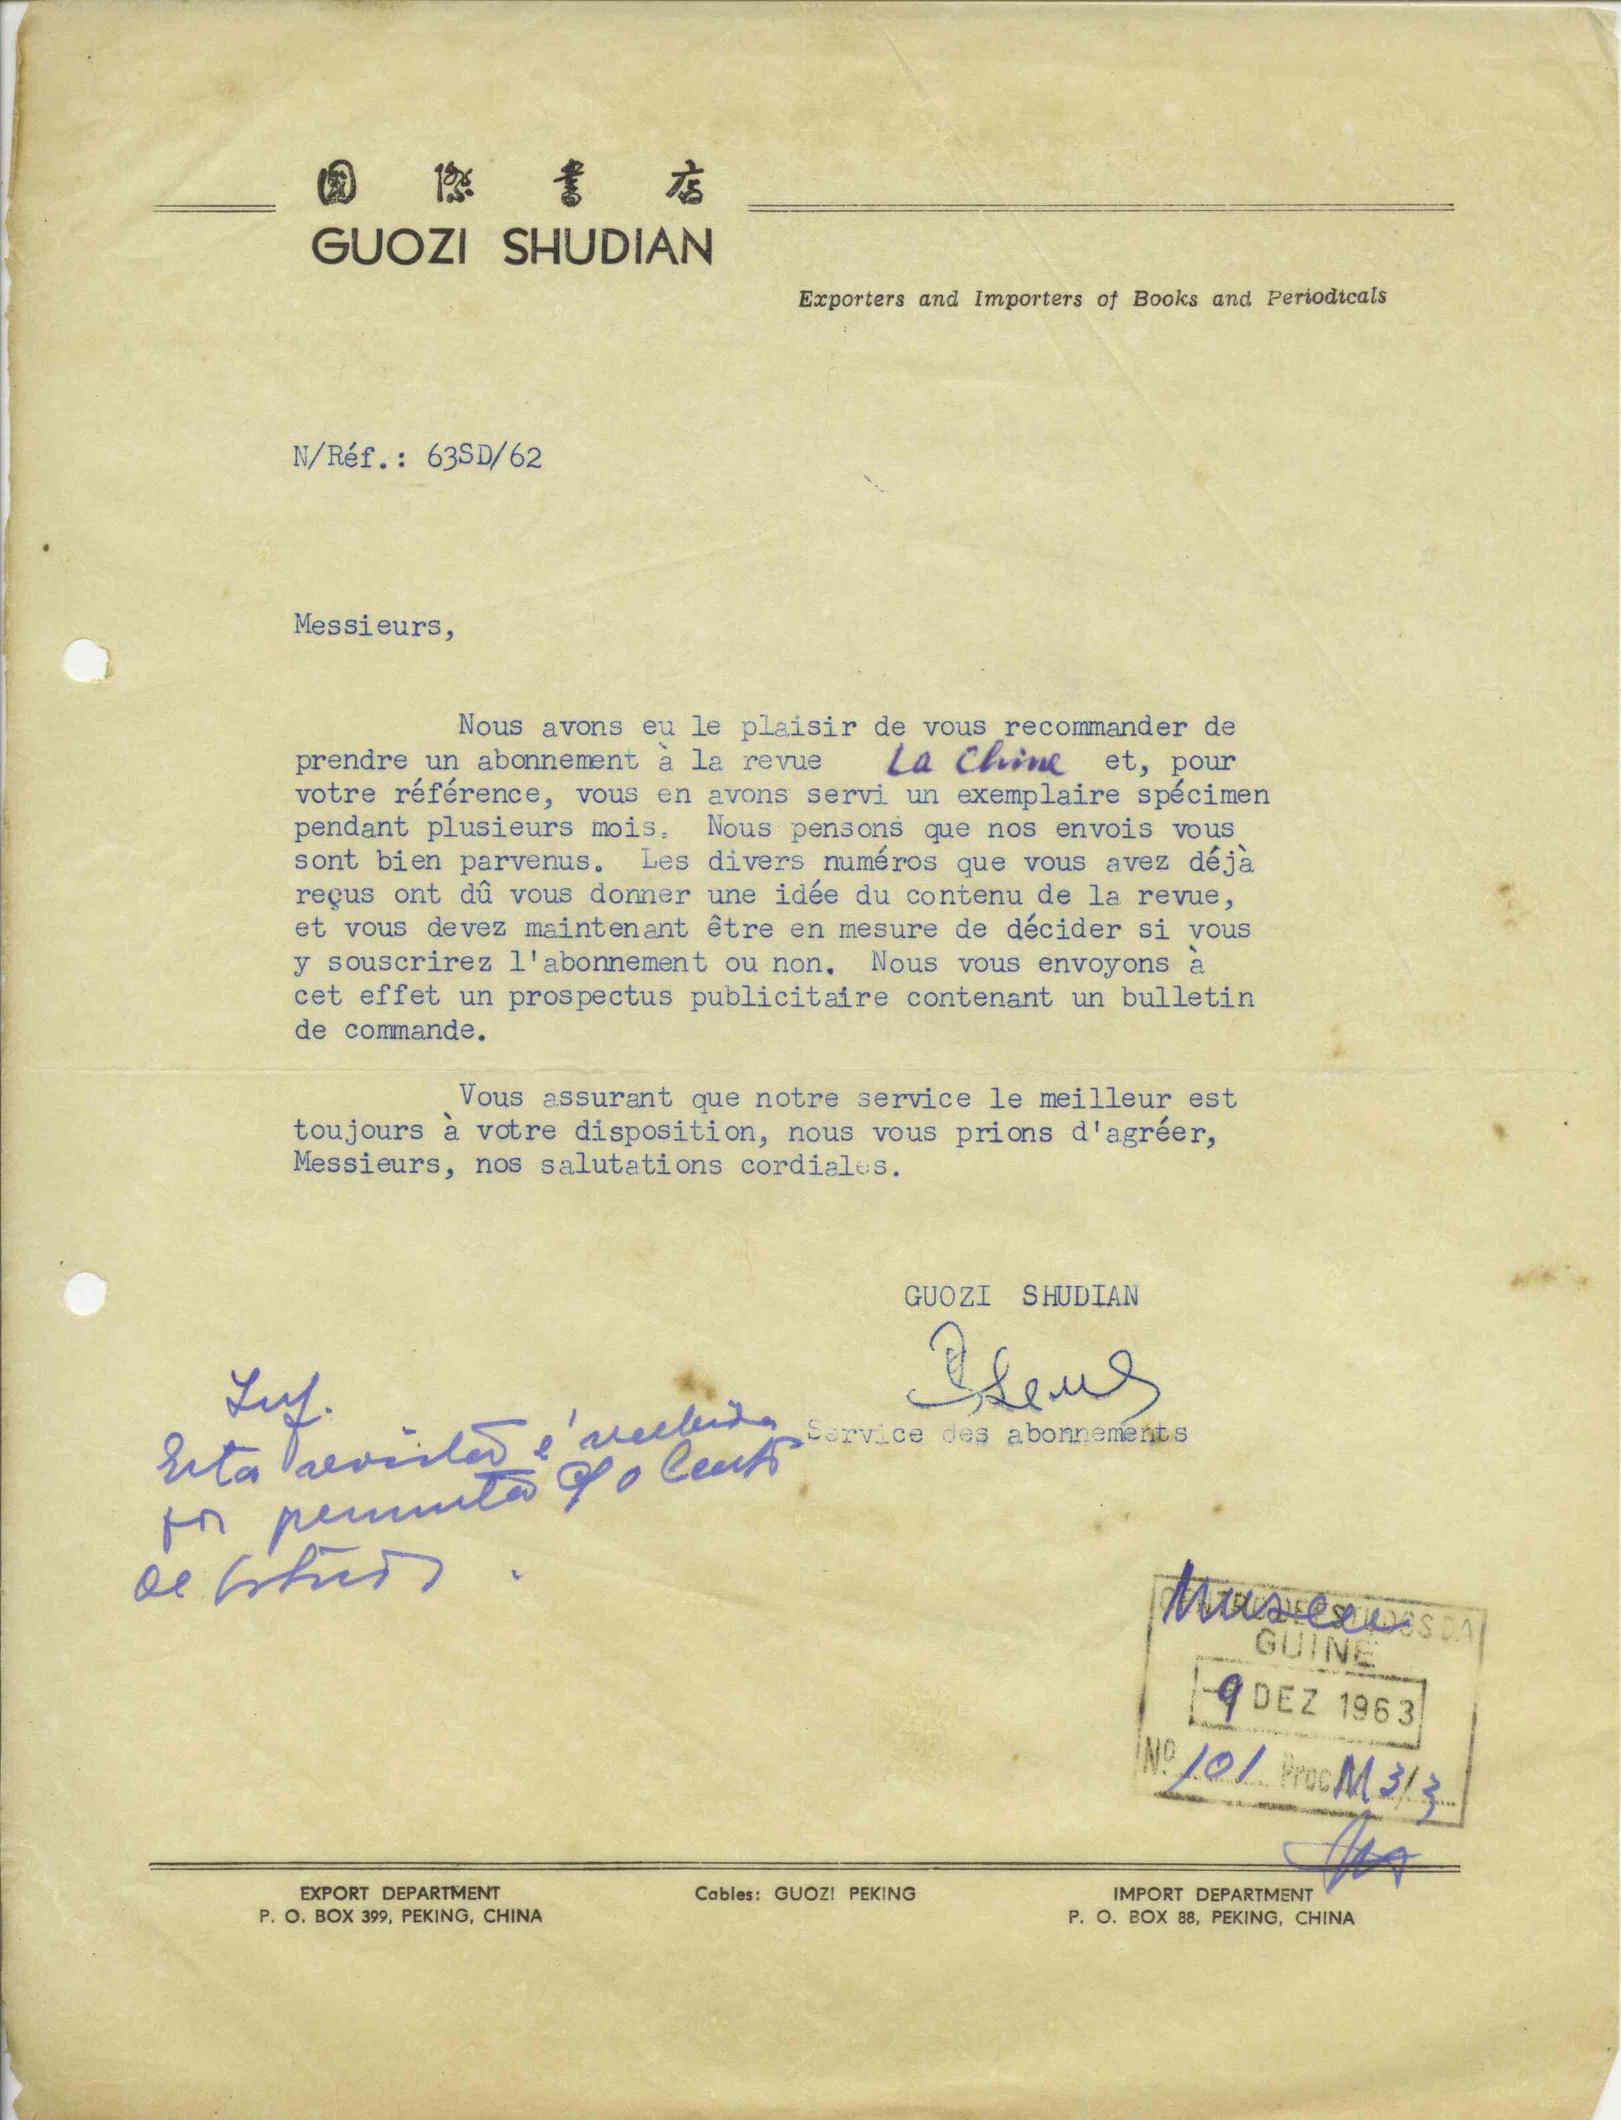 國際書店
GUOZI SHUDIAN
Exporters and Importers of Books and Periodicals
N/Réf.: 63SD/62
Messieurs,
Nous avons eu le plaisir de vous recommander de
prendre un abonnement à la revue La Chine et, pour
votre référence, vous en avons servi un exemplaire spécimen
pendant plusieurs mois. Nous pensons que nos envois vous
sont bien parvenus. Les divers numéros que vous avez déjà
reçus ont dû vous donner une idée du contenu de la revue,
et vous devez maintenant être en mesure de décider si vous
y souscrirez l'abonnement ou non. Nous vous envoyons à
cet effet un prospectus publicitaire contenant un bulletin
de commande.
Vous assurant que notre service le meilleur est
toujours à votre disposition, nous vous prions d'agréer,
Messieurs, nos salutations cordiales.
GUOZI SHUDIAN
Service des abonnements
Inf.
Esta revista é recebida
por permuta c/ o Centro
de Estudos.
Museu
CENTRO DE ESTUDOS DA
GUINÉ
-9 DEZ 1963
Nº 101 Proc M 3/3
EXPORT DEPARTMENT
P. O. BOX 399, PEKING, CHINA
Cables: GUOZI PEKING
IMPORT DEPARTMENT
P. O. BOX 88, PEKING, CHINA